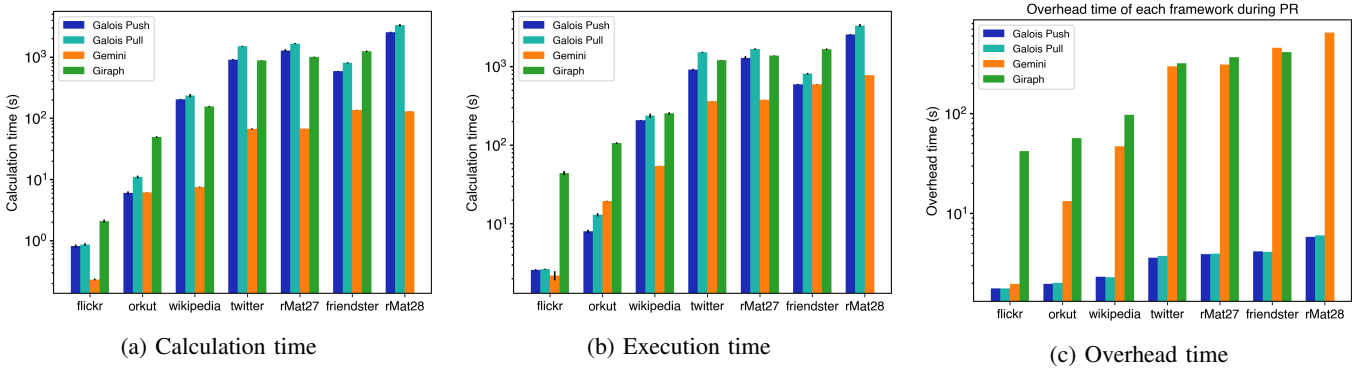 Galois Push
Galois Pull
Gemini
Giraph
Calculation time (s)
10³
10²
10¹
10⁰
flickr orkut wikipedia twitter rMat27 friendster rMat28
(a) Calculation time
Galois Push
Galois Pull
Gemini
Giraph
Calculation time (s)
10³
10²
10¹
flickr orkut wikipedia twitter rMat27 friendster rMat28
(b) Execution time
Overhead time of each framework during PR
Galois Push
Galois Pull
Gemini
Giraph
Overhead time (s)
10²
10¹
flickr orkut wikipedia twitter rMat27 friendster rMat28
(c) Overhead time